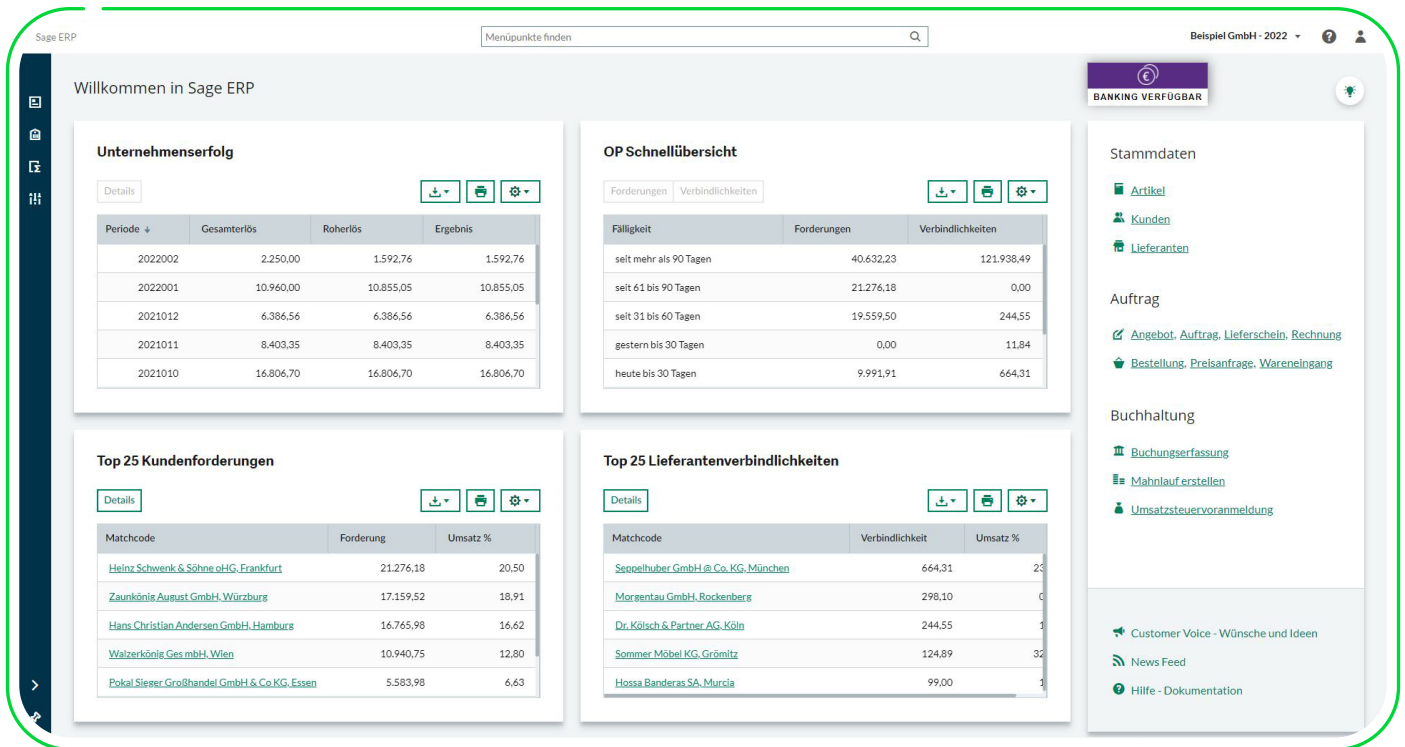 Sage ERP
Menüpunkte finden
Beispiel GmbH - 2022
Willkommen in Sage ERP
BANKING VERFÜGBAR
Unternehmenserfolg
Details
Periode Gesamterlös Roherlös Ergebnis
2022002 2.250,00 1.592,76 1.592,76
2022001 10.960,00 10.855,05 10.855,05
2021012 6.386,56 6.386,56 6.386,56
2021011 8.403,35 8.403,35 8.403,35
2021010 16.806,70 16.806,70 16.806,70
OP Schnellübersicht
Forderungen Verbindlichkeiten
Fälligkeit Forderungen Verbindlichkeiten
seit mehr als 90 Tagen 40.632,23 121.938,49
seit 61 bis 90 Tagen 21.276,18 0,00
seit 31 bis 60 Tagen 19.559,50 244,55
gestern bis 30 Tagen 0,00 11,84
heute bis 30 Tagen 9.991,91 664,31
Top 25 Kundenforderungen
Details
Matchcode Forderung Umsatz %
Heinz Schwenk & Söhne oHG, Frankfurt 21.276,18 20,50
Zaunkönig August GmbH, Würzburg 17.159,52 18,91
Hans Christian Andersen GmbH, Hamburg 16.765,98 16,62
Walzerkönig Ges mbH, Wien 10.940,75 12,80
Pokal Sieger Großhandel GmbH & Co KG, Essen 5.583,98 6,63
Top 25 Lieferantenverbindlichkeiten
Details
Matchcode Verbindlichkeit Umsatz %
Seppelhuber GmbH @ Co. KG, München 664,31 23
Morgentau GmbH, Rockenberg 298,10
Dr. Kölsch & Partner AG, Köln 244,55 1
Sommer Möbel KG, Grömitz 124,89 32
Hossa Banderas SA, Murcia 99,00 1
Stammdaten
Artikel
Kunden
Lieferanten
Auftrag
Angebot, Auftrag, Lieferschein, Rechnung
Bestellung, Preisanfrage, Wareneingang
Buchhaltung
Buchungserfassung
Mahnlauf erstellen
Umsatzsteuervoranmeldung
Customer Voice - Wünsche und Ideen
News Feed
Hilfe - Dokumentation